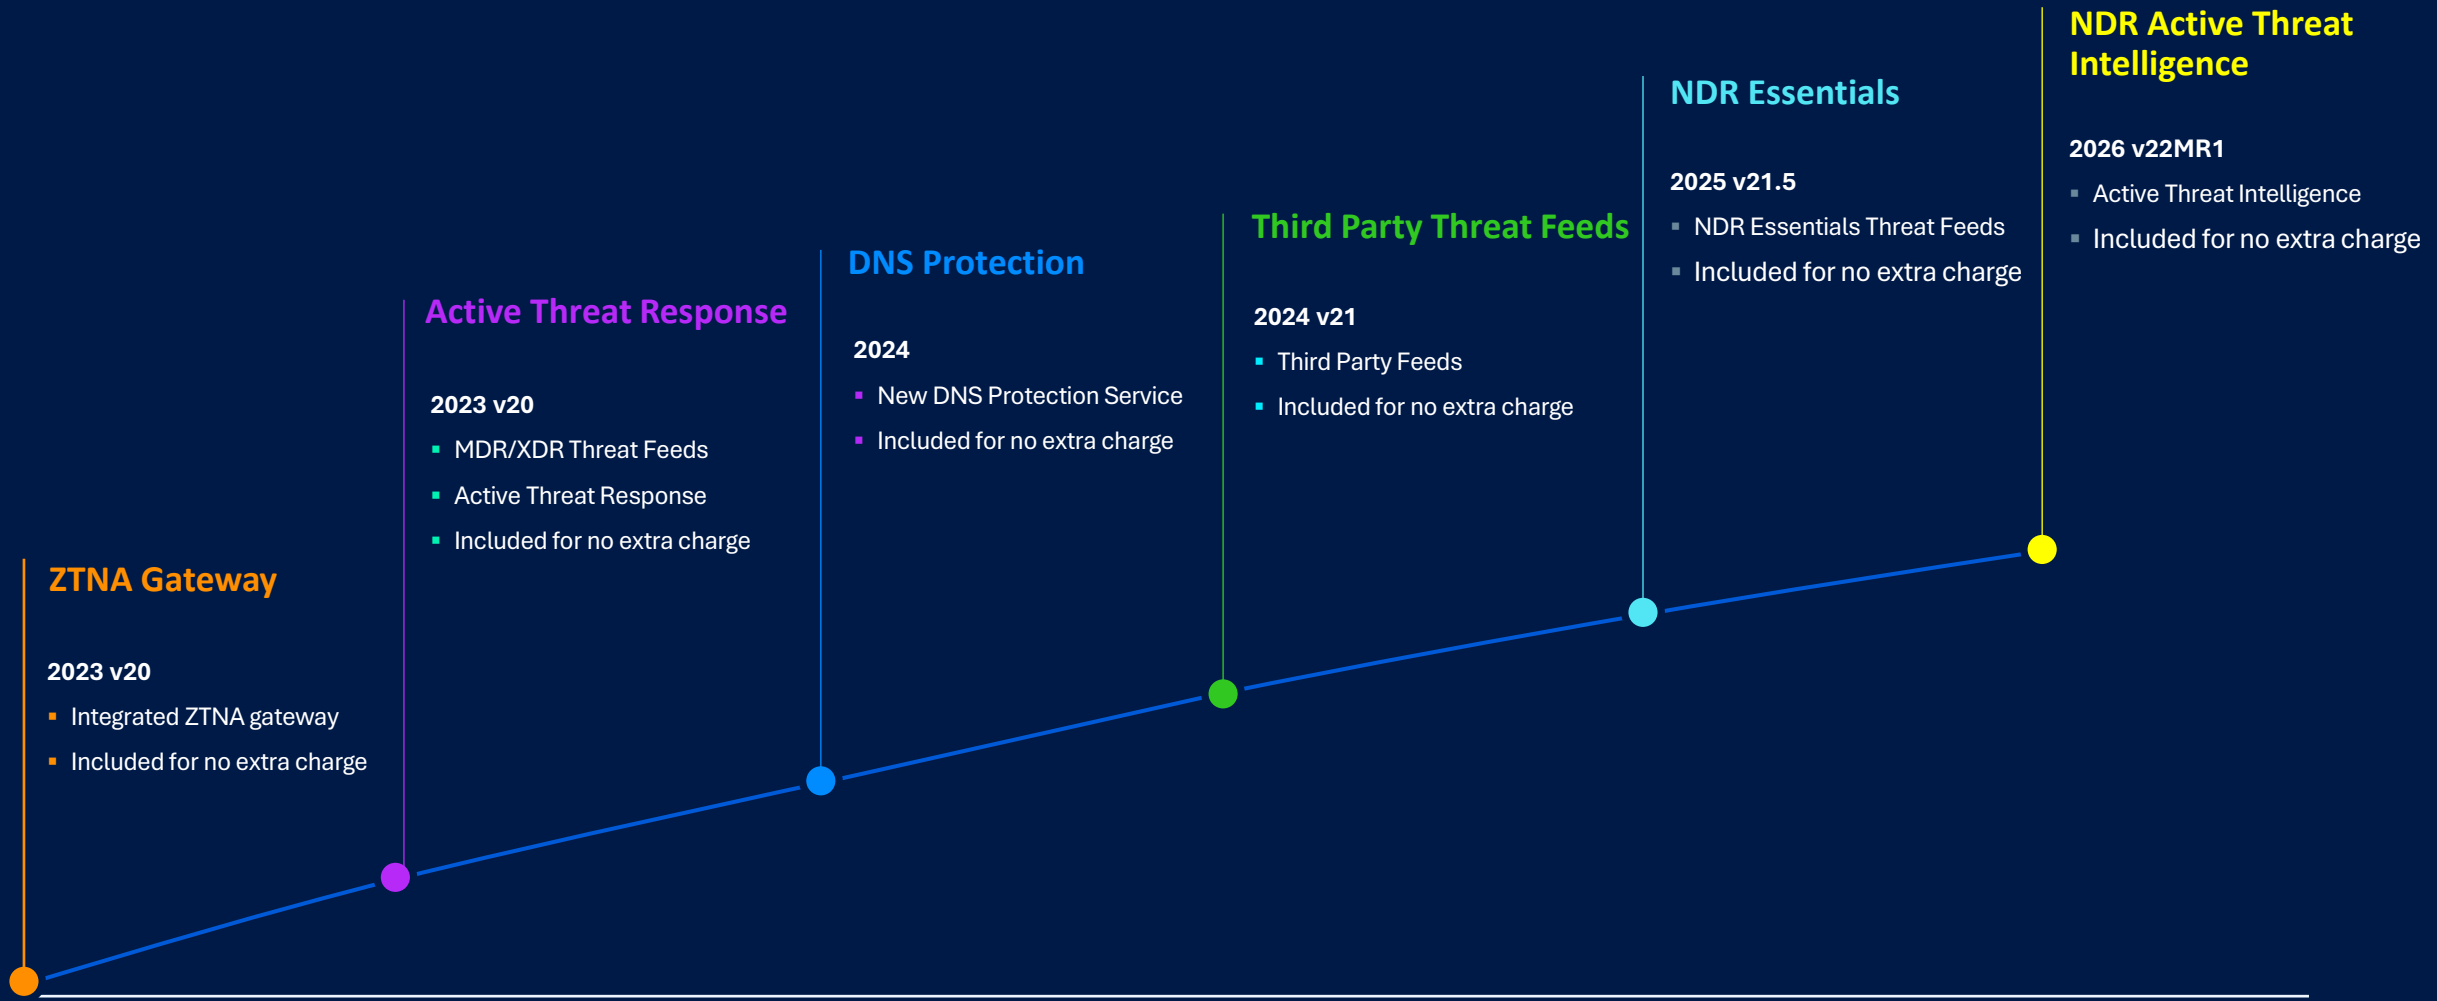 ZTNA Gateway
2023 v20
Integrated ZTNA gateway
Included for no extra charge
Active Threat Response
2023 v20
MDR/XDR Threat Feeds
Active Threat Response
Included for no extra charge
DNS Protection
2024
New DNS Protection Service
Included for no extra charge
Third Party Threat Feeds
2024 v21
Third Party Feeds
Included for no extra charge
NDR Essentials
2025 v21.5
NDR Essentials Threat Feeds
Included for no extra charge
NDR Active Threat
Intelligence
2026 v22MR1
Active Threat Intelligence
Included for no extra charge